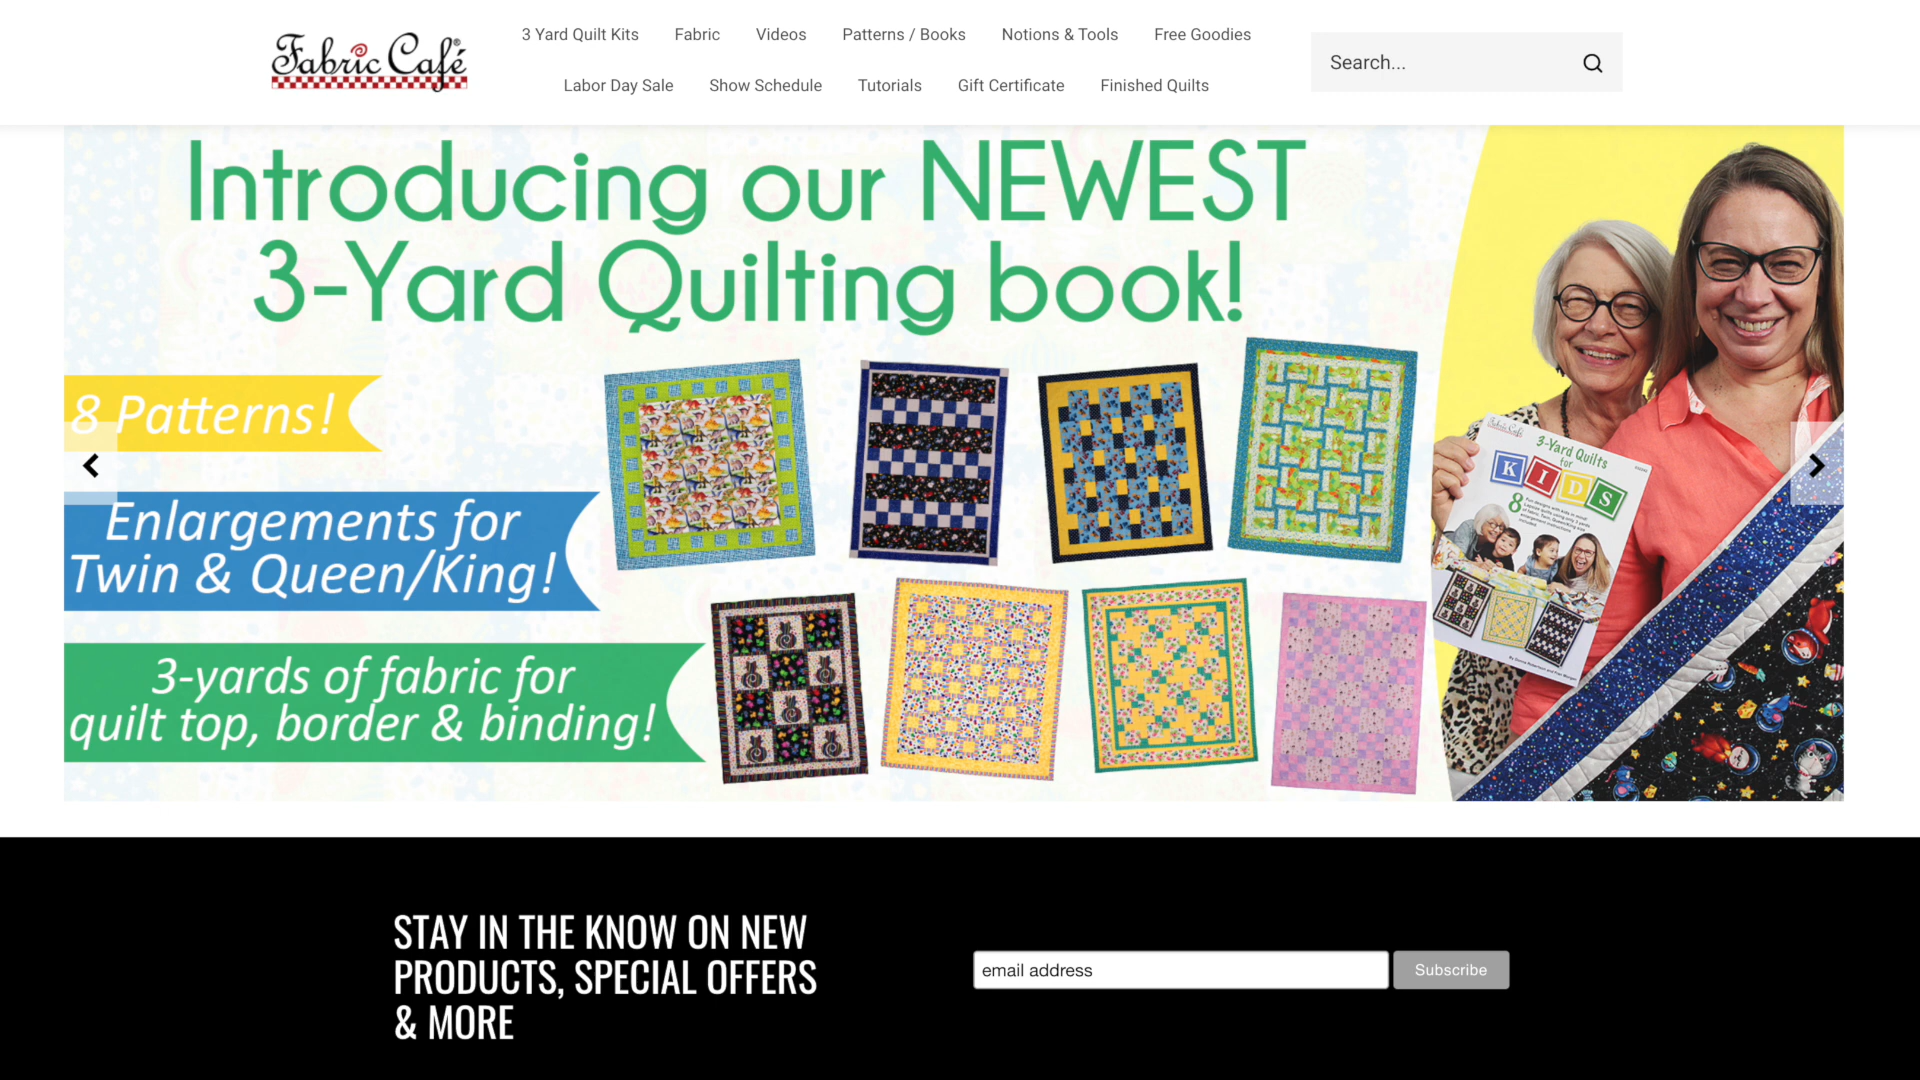 Fabric Café®
3 Yard Quilt Kits Fabric Videos Patterns / Books Notions & Tools Free Goodies
Labor Day Sale Show Schedule Tutorials Gift Certificate Finished Quilts
Search...
Introducing our NEWEST
3-Yard Quilting book!
8 Patterns!
Enlargements for
Twin & Queen/King!
3-yards of fabric for
quilt top, border & binding!
Fabric Café
3-Yard Quilts
for
KIDS
8
STAY IN THE KNOW ON NEW
PRODUCTS, SPECIAL OFFERS
& MORE
email address
Subscribe